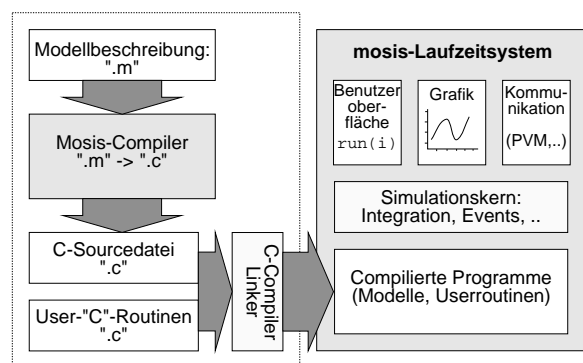 Modellbeschreibung:
".m"
Mosis-Compiler
".m" -> ".c"
C-Sourcedatei
".c"
User-"C"-Routinen
".c"
C-Compiler
Linker
mosis-Laufzeitsystem
Benutzer
ober-
fläche
run(i)
Grafik
Kommu-
nikation
(PVM,..)
Simulationskern:
Integration, Events, ..
Compilierte Programme
(Modelle, Userroutinen)